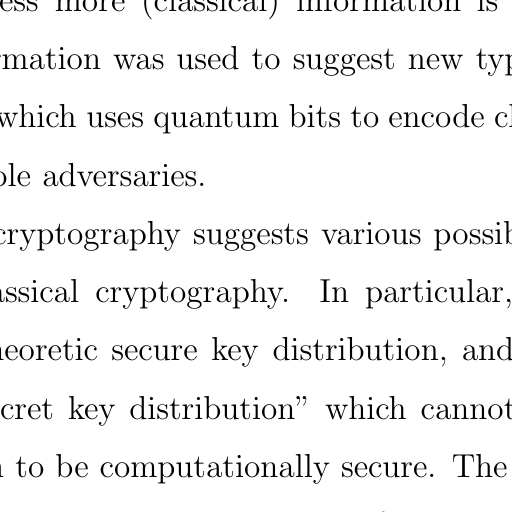 ess more (classical) information is
rmation was used to suggest new typ
which uses quantum bits to encode cl
ble adversaries.
cryptography suggests various possib
assical cryptography. In particular,
heoretic secure key distribution, and
cret key distribution” which cannot
n to be computationally secure. The